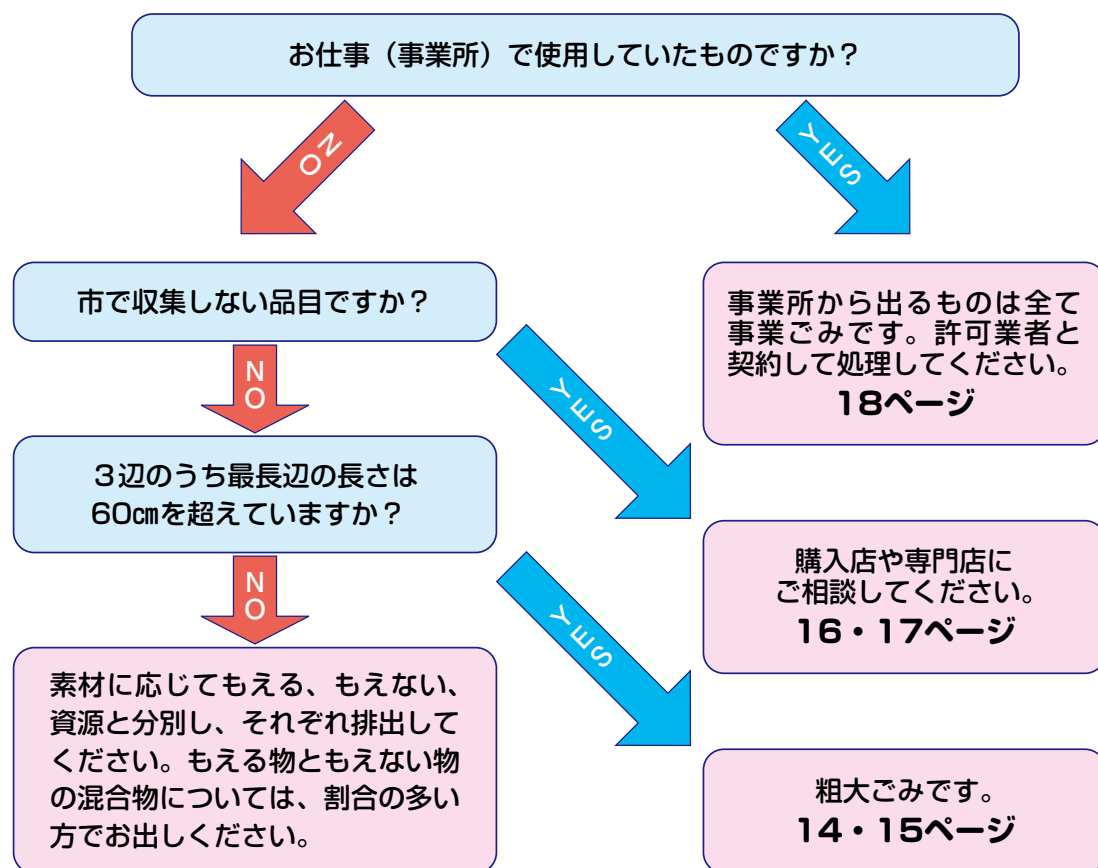 お仕事(事業所)で使用していたものですか?
NO
YES
市で収集しない品目ですか?
事業所から出るものは全て
事業ごみです。許可業者と
契約して処理してください。
18ページ
NO
YES
3辺のうち最長辺の長さは
60㎝を超えていますか?
購入店や専門店に
ご相談してください。
16・17ページ
NO
YES
素材に応じてもえる、もえない、
資源と分別し、それぞれ排出して
ください。もえる物ともえない物
の混合物については、割合の多い
方でお出しください。
粗大ごみです。
14・15ページ